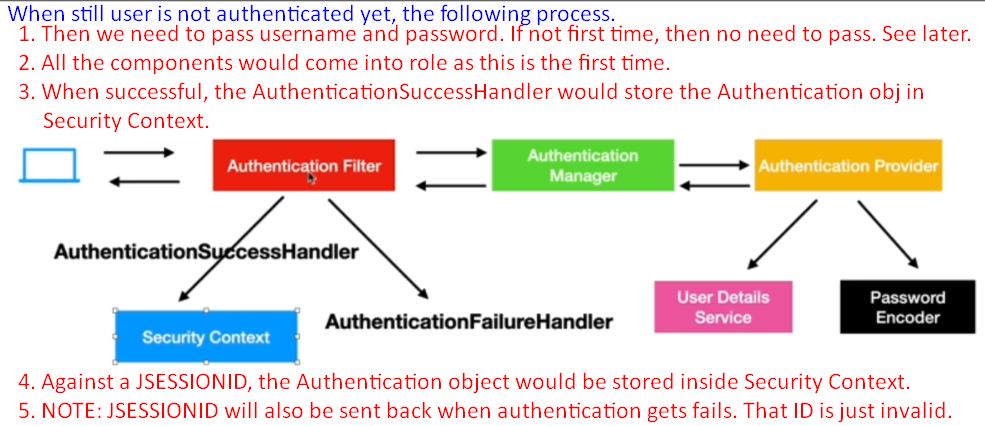 When still user is not authenticated yet, the following process.
1. Then we need to pass username and password. If not first time, then no need to pass. See later.
2. All the components would come into role as this is the first time.
3. When successful, the AuthenticationSuccessHandler would store the Authentication obj in
Security Context.
Authentication Filter
Authentication
Manager
Authentication Provider
AuthenticationSuccessHandler
User Details
Service
Password
Encoder
Security Context
AuthenticationFailureHandler
4. Against a JSESSIONID, the Authentication object would be stored inside Security Context.
5. NOTE: JSESSIONID will also be sent back when authentication gets fails. That ID is just invalid.